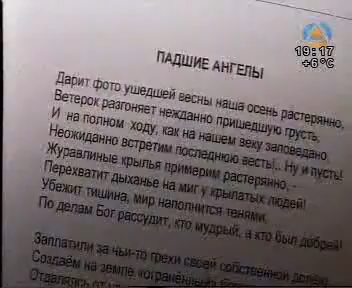 19:17
+6°C
ПАДШИЕ АНГЕЛЫ
Дарит фото ушедшей весны наша осень растерянно,
Ветерок разгоняет нежданно пришедшую грусть,
И на полном ходу, как на нашем веку заповедано,
Неожиданно встретим последнюю весть!.. Ну и пусть!
Журавлиные крылья примерим растерянно, -
Перехватит дыханье на миг у крылатых людей!
Убежит тишина, мир наполнится тенями,
По делам Бог рассудит, кто мудрый, а кто был добрей!
Заплатили за чьи-то грехи своей собственной
Создаём на земле
Отдаляясь от